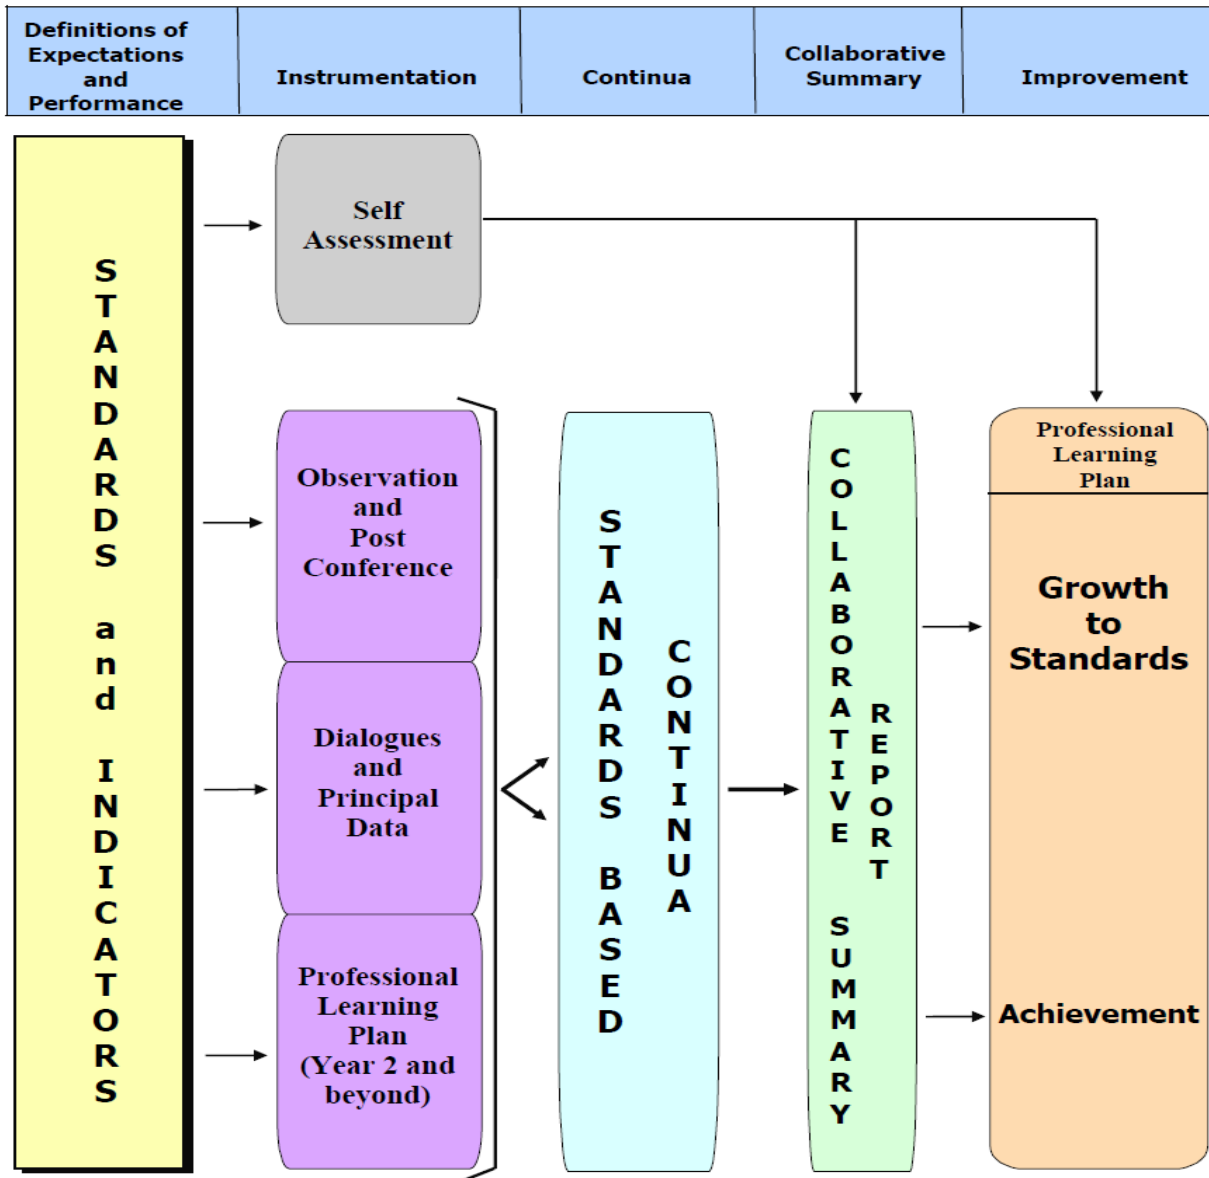 Definitions of
Expectations
and
Performance
Instrumentation
Continua
Collaborative
Summary
Improvement
STANDARDS and INDICATORS
Self
Assessment
Observation
and
Post
Conference
Dialogues
and
Principal
Data
Professional
Learning
Plan
(Year 2 and
beyond)
STANDARDS BASED
CONTINUA
COLLABORATIVE SUMMARY
REPORT
Professional
Learning
Plan
Growth
to
Standards
Achievement